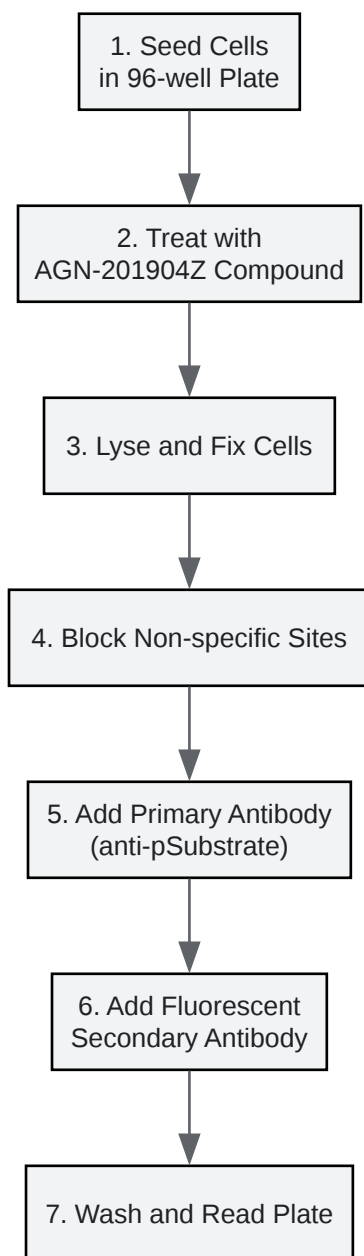 1. Seed Cells
in 96-well Plate
2. Treat with
AGN-201904Z Compound
3. Lyse and Fix Cells
4. Block Non-specific Sites
5. Add Primary Antibody
(anti-pSubstrate)
6. Add Fluorescent
Secondary Antibody
7. Wash and Read Plate